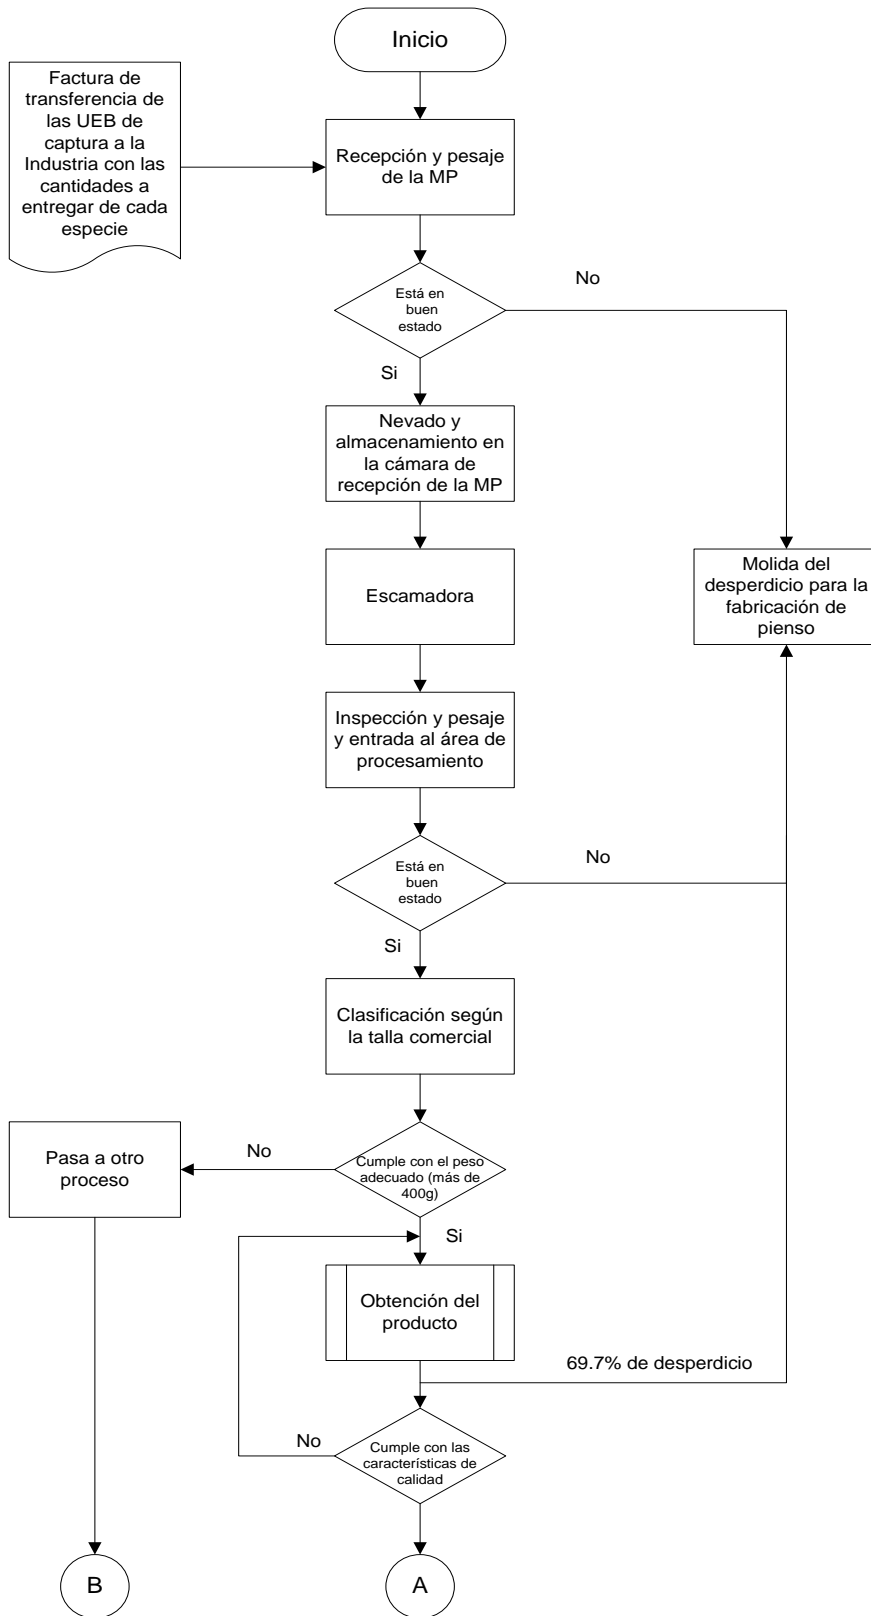 Inicio
Factura de
transferencia de
las UEB de
captura a la
Industria con las
cantidades a
entregar de cada
especie
Recepción y pesaje
de la MP
Está en
buen
estado
No
Si
Nevado y
almacenamiento en
la cámara de
recepción de la MP
Escamadora
Molida del
desperdicio para la
fabricación de
pienso
Inspección y pesaje
y entrada al área de
procesamiento
Está en
buen
estado
No
Si
Clasificación según
la talla comercial
Pasa a otro
proceso
No
Cumple con el peso
adecuado (más de
400g)
Si
Obtención del
producto
69.7% de desperdicio
No
Cumple con las
características de
calidad
B
A